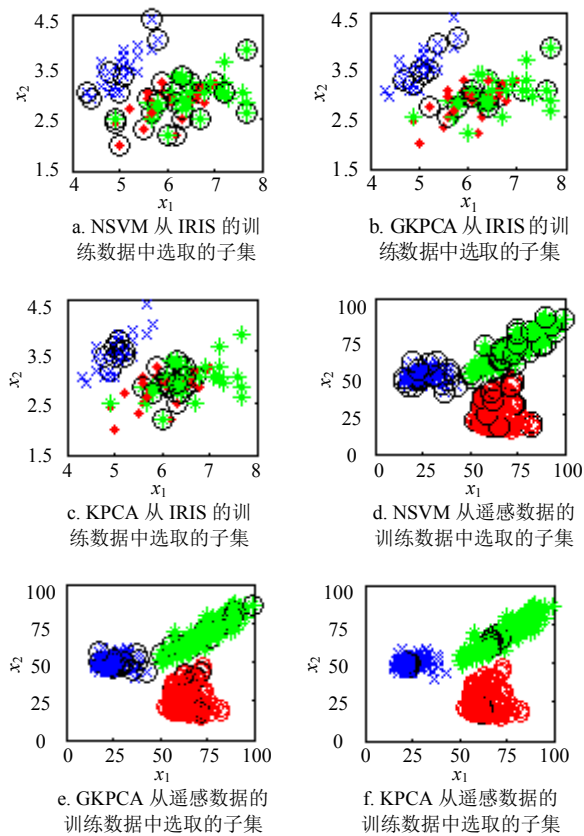 4.5
3.5
2.5
1.5
x₂
4 5 6 7 8
x₁
a. NSVM 从 IRIS 的训
练数据中选取的子集
4.5
3.5
2.5
1.5
x₂
4 5 6 7 8
x₁
b. GKPCA 从 IRIS 的训
练数据中选取的子集
4.5
3.5
2.5
1.5
x₂
4 5 6 7 8
x₁
c. KPCA 从 IRIS 的训
练数据中选取的子集
100
75
50
25
0
x₂
0 25 50 75 100
x₁
d. NSVM 从遥感数据的
训练数据中选取的子集
100
75
50
25
0
x₂
0 25 50 75 100
x₁
e. GKPCA 从遥感数据的
训练数据中选取的子集
100
75
50
25
0
x₂
0 25 50 75 100
x₁
f. KPCA 从遥感数据的
训练数据中选取的子集